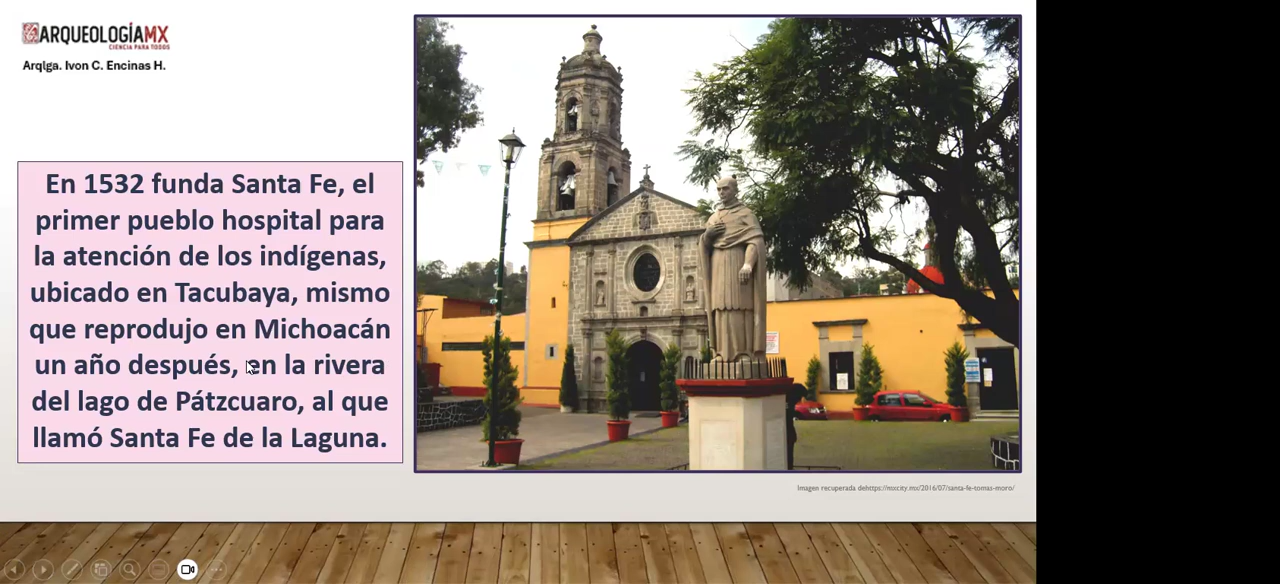 ARQUEOLOGÍAMX
CIENCIA PARA TODOS
Arqlga. Ivon C. Encinas H.
En 1532 funda Santa Fe, el
primer pueblo hospital para
la atención de los indígenas,
ubicado en Tacubaya, mismo
que reprodujo en Michoacán
un año después, en la rivera
del lago de Pátzcuaro, al que
llamó Santa Fe de la Laguna.
Imagen recuperada dehttps://mxcity.mx/2016/07/santa-fe-tomas-moro/